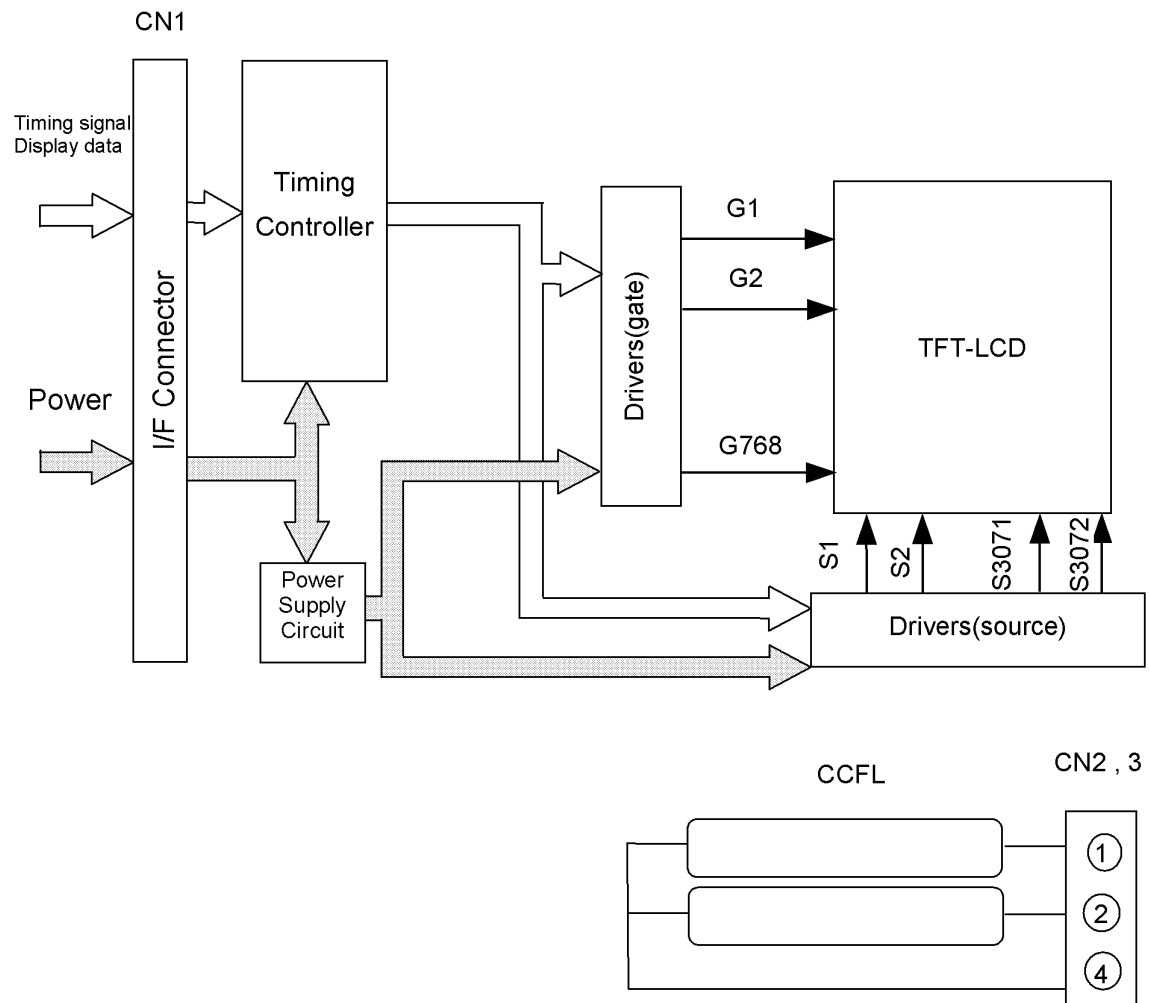 CN1
Timing signal
Display data
Power
I/F Connector
Timing
Controller
Power
Supply
Circuit
Drivers(gate)
G1
G2
G768
TFT-LCD
S1
S2
S3071
S3072
Drivers(source)
CCFL
CN2 , 3
1
2
4